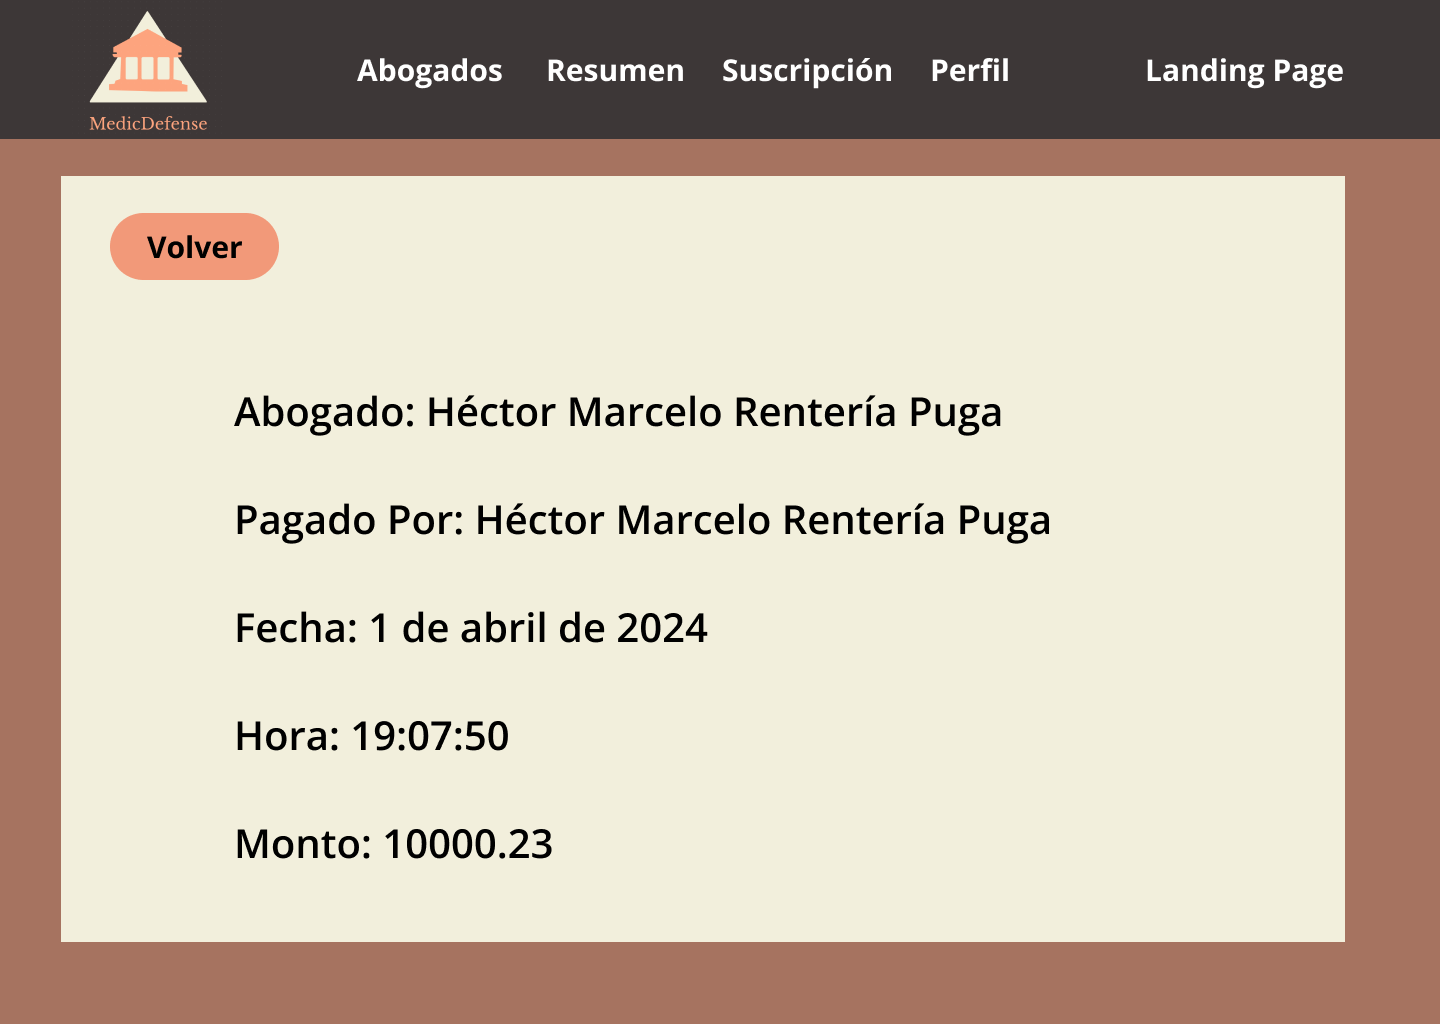 MedicDefense
Abogados Resumen Suscripción Perfil Landing Page
Volver
Abogado: Héctor Marcelo Rentería Puga
Pagado Por: Héctor Marcelo Rentería Puga
Fecha: 1 de abril de 2024
Hora: 19:07:50
Monto: 10000.23